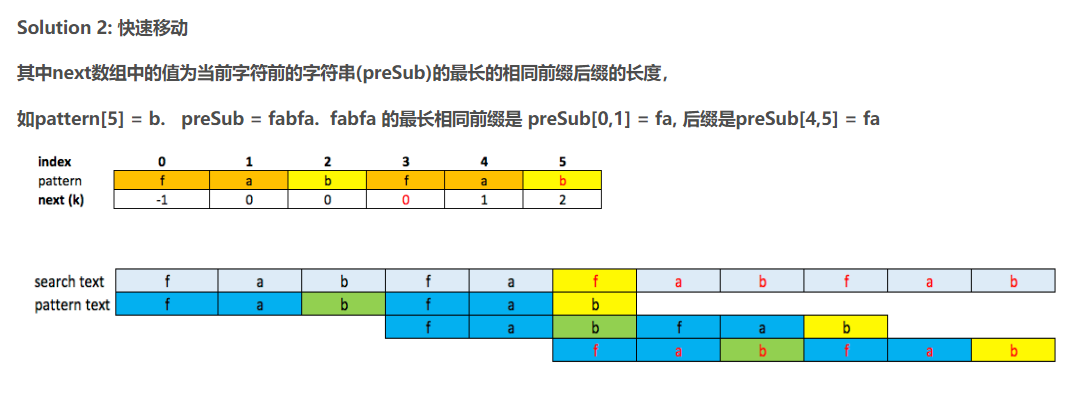 Solution 2: 快速移动
其中next数组中的值为当前字符前的字符串(preSub)的最长的相同前缀后缀的长度，
如pattern[5] = b. preSub = fabfa. fabfa 的最长相同前缀是 preSub[0,1] = fa, 后缀是preSub[4,5] = fa
index 0 1 2 3 4 5
pattern f a b f a b
next (k) -1 0 0 0 1 2
search text f a b f a f a b f a b
pattern text f a b f a b
f a b f a b
f a b f a b